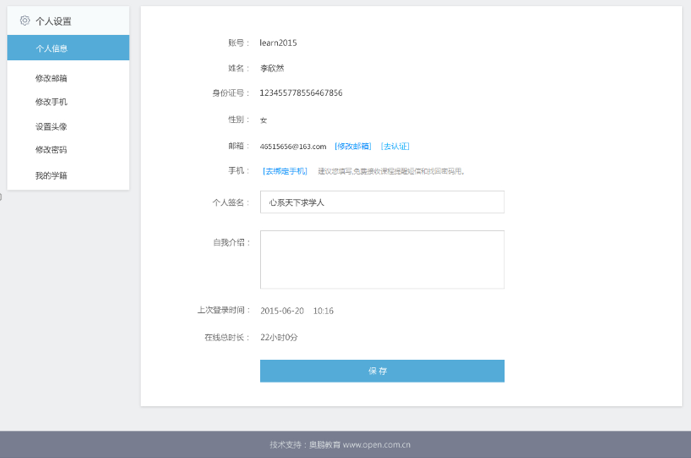 个人设置
个人信息
修改邮箱
修改手机
设置头像
修改密码
我的学籍
账号： learn2015
姓名： 李欣然
身份证号： 123455778556467856
性别： 女
邮箱： 46515656@163.com [修改邮箱] [去认证]
手机： [去绑定手机] 建议您填写,免费接收课程提醒短信和找回密码用。
个人签名： 心系天下求学人
自我介绍：
上次登录时间： 2015-06-20 10:16
在线总时长： 22小时0分
保存
技术支持：奥鹏教育 www.open.com.cn